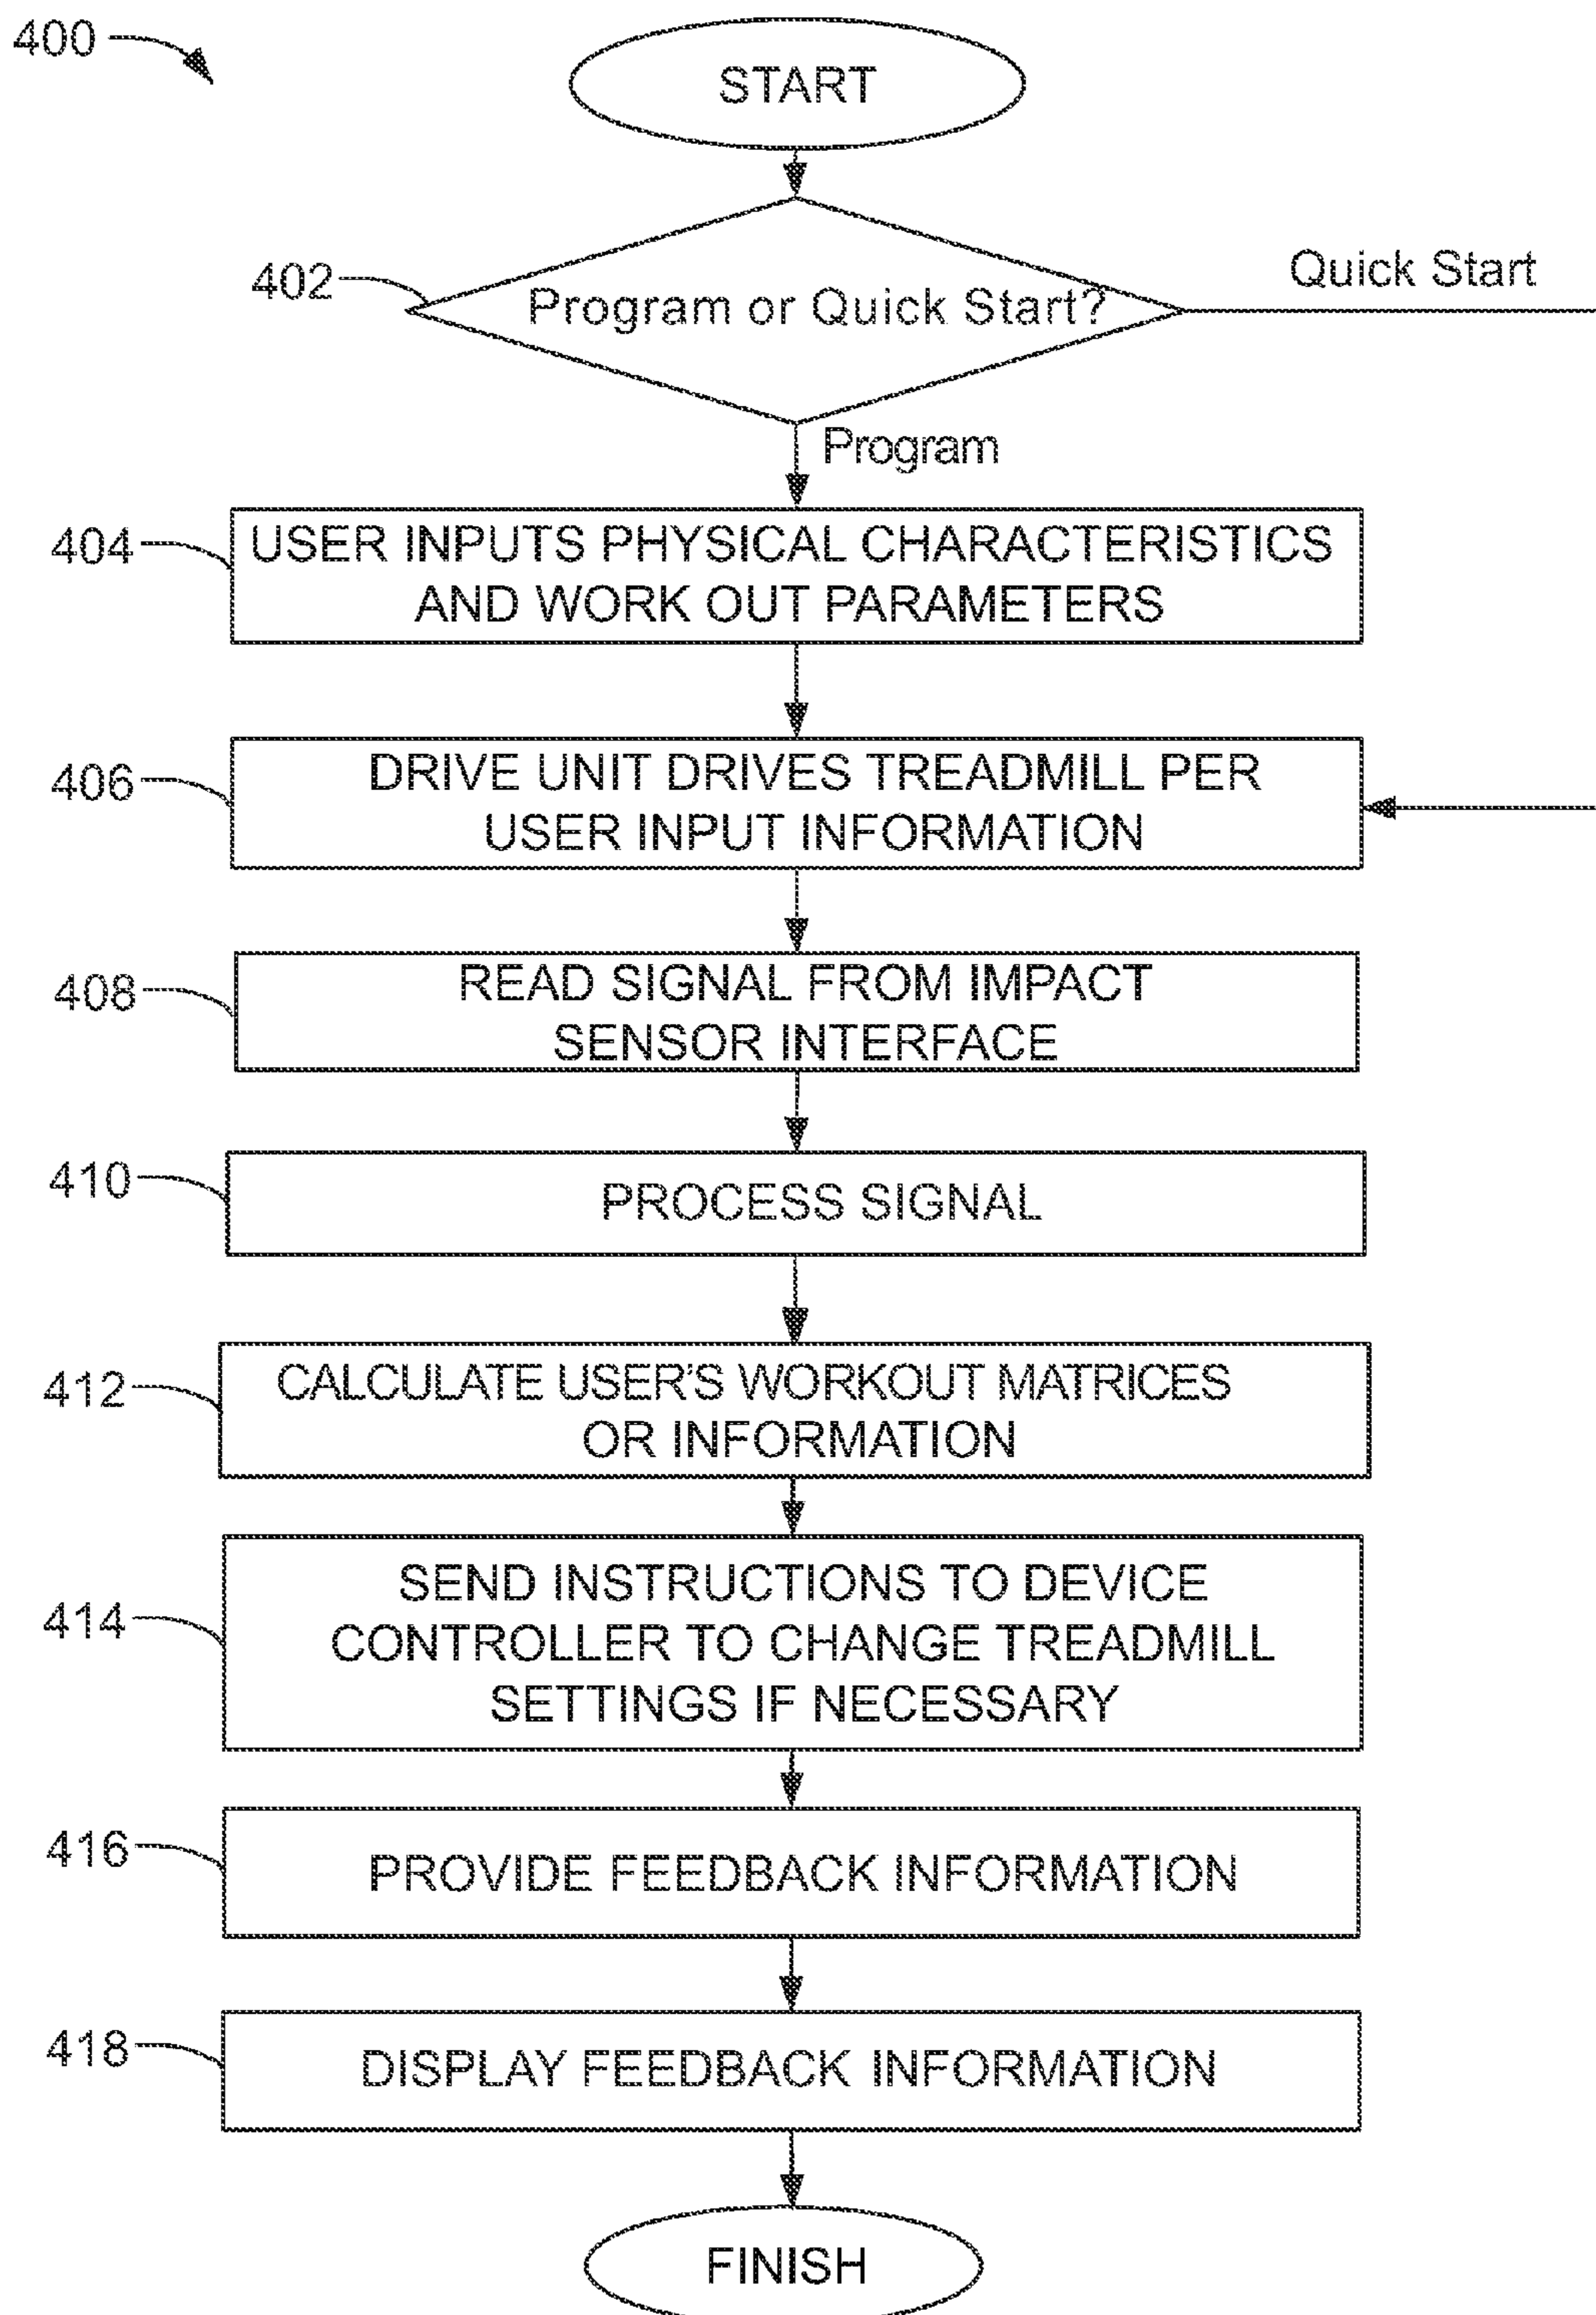 400
START
402
Program or Quick Start?
Quick Start
Program
404
USER INPUTS PHYSICAL CHARACTERISTICS
AND WORK OUT PARAMETERS
406
DRIVE UNIT DRIVES TREADMILL PER
USER INPUT INFORMATION
408
READ SIGNAL FROM IMPACT
SENSOR INTERFACE
410
PROCESS SIGNAL
412
CALCULATE USER'S WORKOUT MATRICES
OR INFORMATION
414
SEND INSTRUCTIONS TO DEVICE
CONTROLLER TO CHANGE TREADMILL
SETTINGS IF NECESSARY
416
PROVIDE FEEDBACK INFORMATION
418
DISPLAY FEEDBACK INFORMATION
FINISH